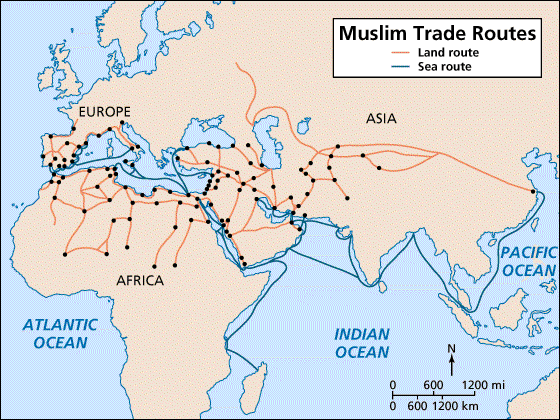 Muslim Trade Routes
Land route
Sea route
EUROPE
ASIA
AFRICA
PACIFIC
OCEAN
ATLANTIC
OCEAN
INDIAN
OCEAN
N
0 600 1200 mi
0 600 1200 km